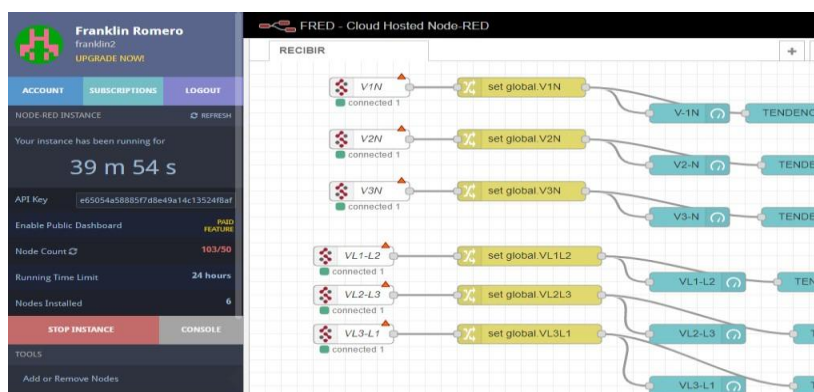 Franklin Romero
franklin2
UPGRADE NOW!
ACCOUNT SUBSCRIPTIONS LOGOUT
NODE-RED INSTANCE REFRESH
Your instance has been running for
39 m 54 s
API Key e65054a58885f7d8e49a14c13524f8af
Enable Public Dashboard PAID FEATURE
Node Count 103/50
Running Time Limit 24 hours
Nodes Installed 6
STOP INSTANCE CONSOLE
TOOLS
Add or Remove Nodes
FRED - Cloud Hosted Node-RED
RECIBIR
V1N set global.V1N
connected 1
V-1N TENDENC
V2N set global.V2N
connected 1
V2-N TENDE
V3N set global.V3N
connected 1
V3-N TENDE
VL1-L2 set global.VL1L2
connected 1
VL1-L2 TEN
VL2-L3 set global.VL2L3
connected 1
VL3-L1 set global.VL3L1
VL2-L3 T
connected 1
VL3-L1 T